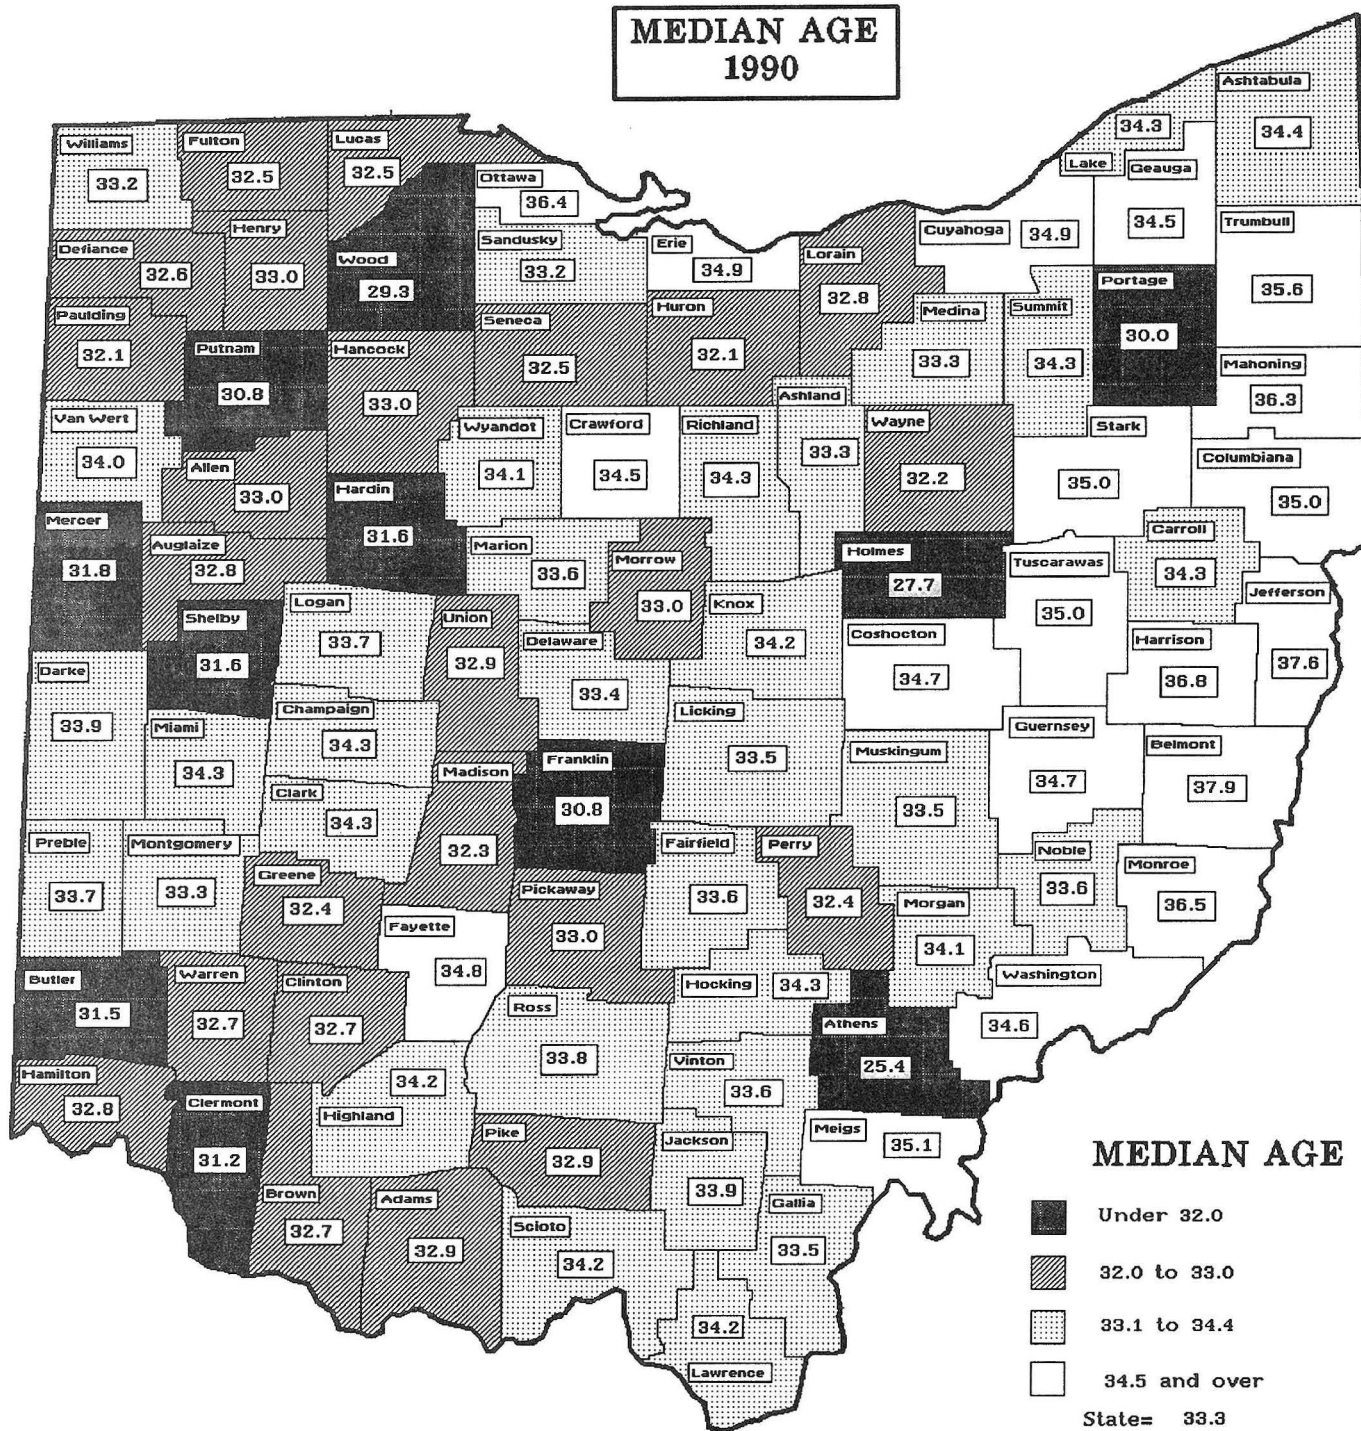 MEDIAN AGE
1990
Ashtabula
34.4
34.3
Lake
Geauga
34.5
Williams
33.2
Fulton
32.5
Lucas
32.5
Ottawa
36.4
Trumbull
35.6
Henry
33.0
Defiance
32.6
Wood
29.3
Sandusky
33.2
Erie
34.9
Lorain
32.8
Cuyahoga
34.9
Portage
30.0
Paulding
32.1
Putnam
30.8
Hancock
33.0
Seneca
32.5
Huron
32.1
Medina
33.3
Summit
34.3
Mahoning
36.3
Van Wert
34.0
Allen
33.0
Wyandot
34.1
Crawford
34.5
Richland
34.3
Ashland
33.3
Wayne
32.2
Stark
35.0
Columbiana
35.0
Mercer
31.8
Auglaize
32.8
Hardin
31.6
Marion
33.6
Morrow
33.0
Holmes
27.7
Tuscarawas
35.0
Carroll
34.3
Jefferson
37.6
Shelby
31.6
Logan
33.7
Union
32.9
Delaware
33.4
Knox
34.2
Coshocton
34.7
Harrison
36.8
Darke
33.9
Miami
34.3
Champaign
34.3
Licking
33.5
Muskingum
33.5
Guernsey
34.7
Belmont
37.9
Clark
34.3
Madison
32.3
Franklin
30.8
Preble
33.7
Montgomery
33.3
Greene
32.4
Fairfield
33.6
Perry
32.4
Noble
33.6
Monroe
36.5
Pickaway
33.0
Morgan
34.1
Fayette
34.8
Butler
31.5
Warren
32.7
Clinton
32.7
Ross
33.8
Hocking
34.3
Washington
34.6
Athens
25.4
Hamilton
32.8
Clermont
31.2
34.2
Highland
Vinton
33.6
Meigs
35.1
Pike
32.9
Jackson
33.9
Brown
32.7
Adams
32.9
Scioto
34.2
Gallia
33.5
34.2
Lawrence
MEDIAN AGE
Under 32.0
32.0 to 33.0
33.1 to 34.4
34.5 and over
State= 33.3